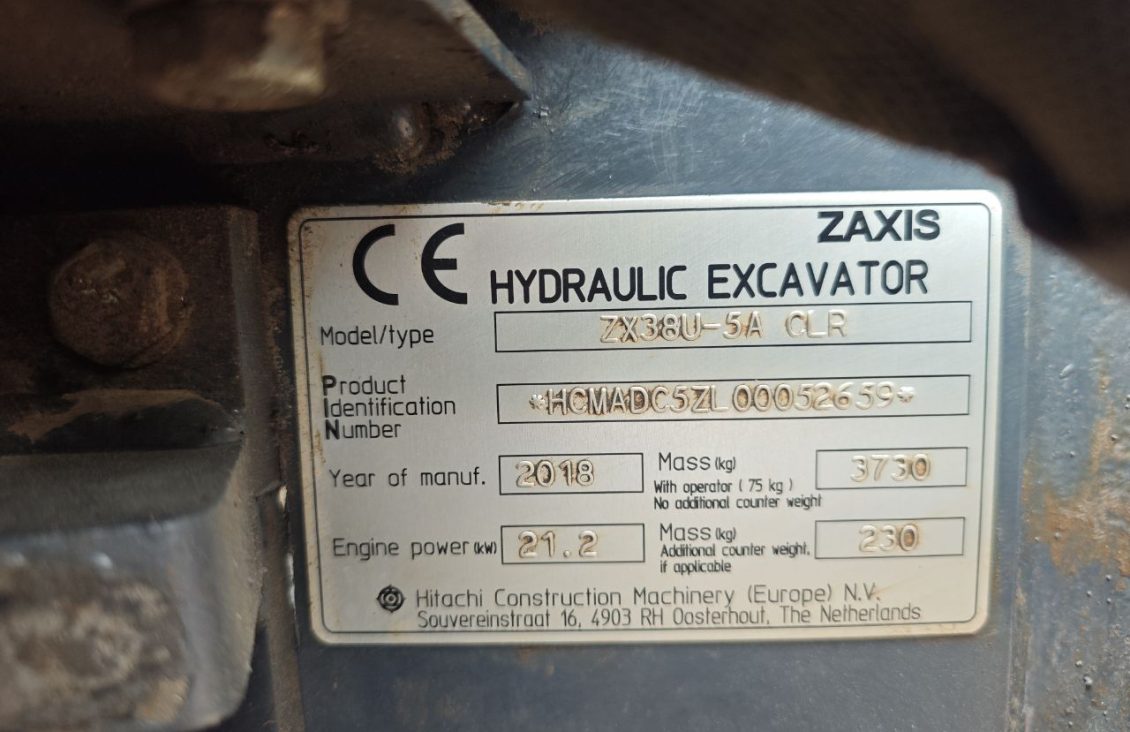 CE
ZAXIS
HYDRAULIC EXCAVATOR
Model/type ZX38U-5A CLR
Product
Identification *HCMADC5ZL00052659*
Number
Year of manuf. 2018
Mass (kg) 3730
With operator ( 75 kg )
No additional counter weight
Engine power (kW) 21.2
Mass (kg) 230
Additional counter weight,
if applicable
Hitachi Construction Machinery (Europe) N.V.
Souvereinstraat 16, 4903 RH Oosterhout, The Netherlands